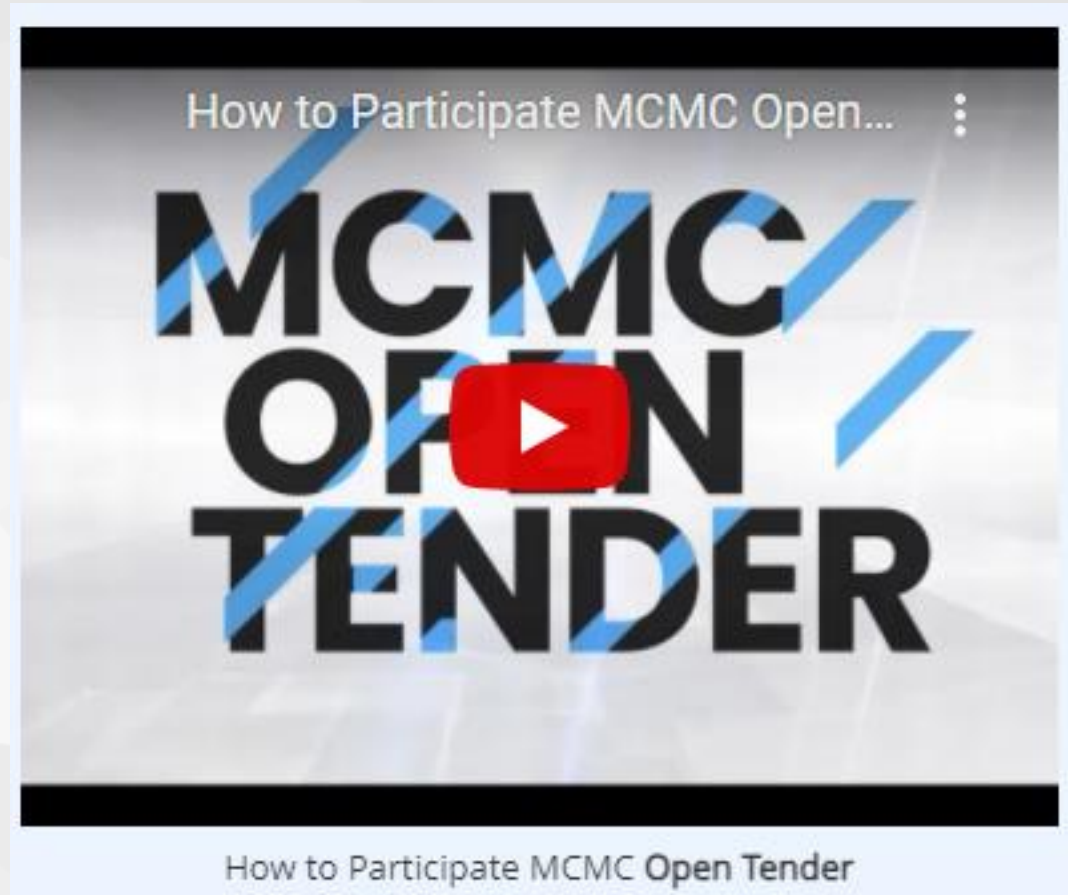 How to Participate MCMC Open...
MCMC
OPEN
TENDER
How to Participate MCMC Open Tender